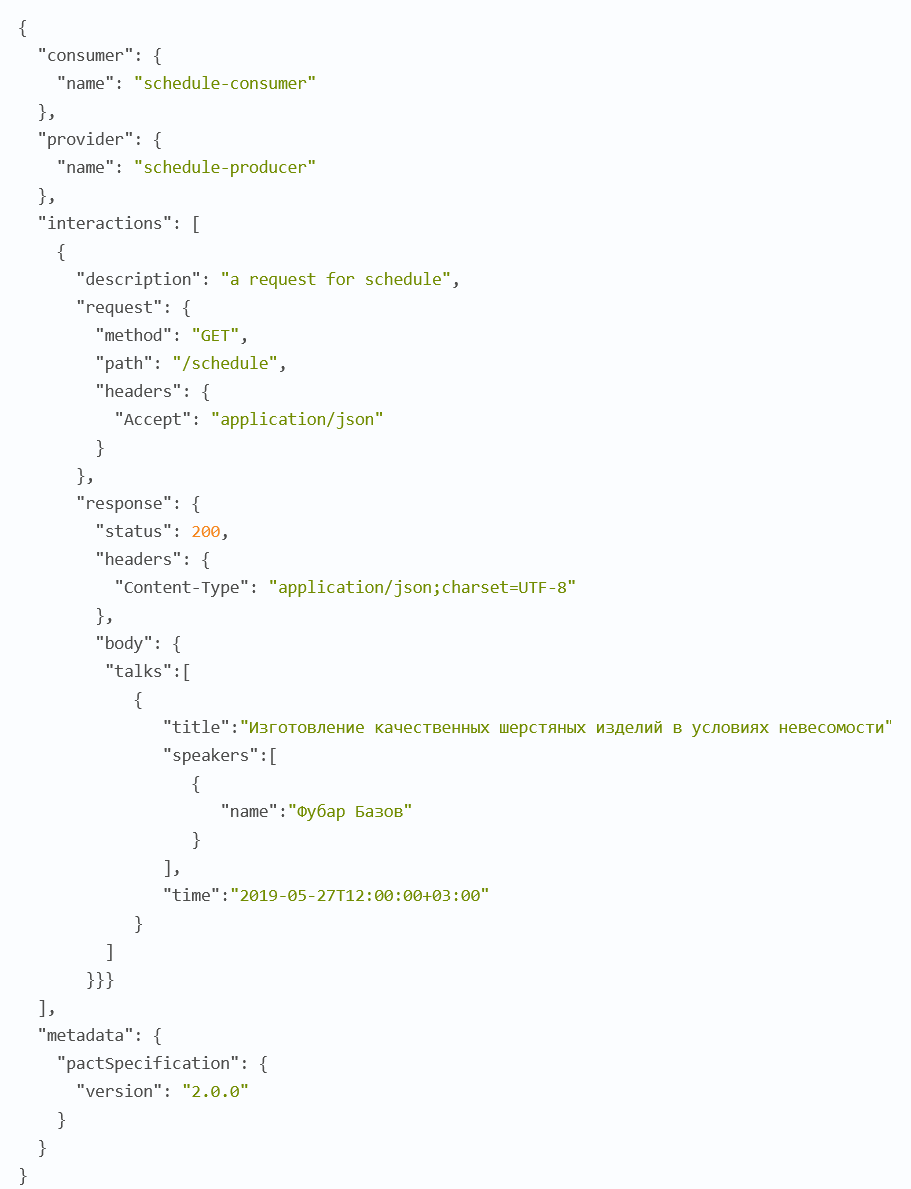 {
  "consumer": {
    "name": "schedule-consumer"
  },
  "provider": {
    "name": "schedule-producer"
  },
  "interactions": [
    {
      "description": "a request for schedule",
      "request": {
        "method": "GET",
        "path": "/schedule",
        "headers": {
          "Accept": "application/json"
        }
      },
      "response": {
        "status": 200,
        "headers": {
          "Content-Type": "application/json;charset=UTF-8"
        },
        "body": {
         "talks":[
            {
               "title":"Изготовление качественных шерстяных изделий в условиях невесомости"
               "speakers":[
                  {
                     "name":"Фубар Базов"
                  }
               ],
               "time":"2019-05-27T12:00:00+03:00"
            }
         ]
       }}}
  ],
  "metadata": {
    "pactSpecification": {
      "version": "2.0.0"
    }
  }
}